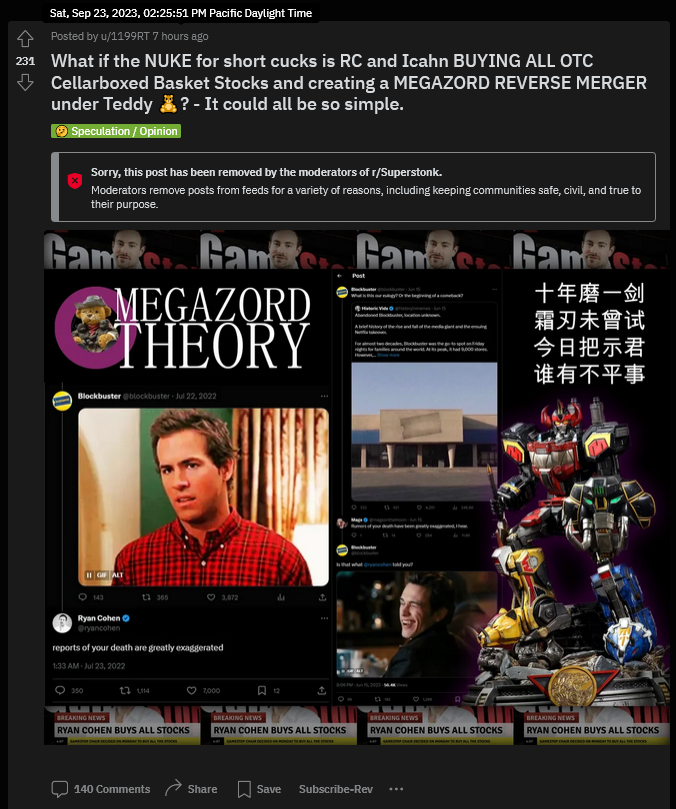 Sat, Sep 23, 2023, 02:25:51 PM Pacific Daylight Time
Posted by u/1199RT 7 hours ago
231
What if the NUKE for short cucks is RC and Icahn BUYING ALL OTC
Cellarboxed Basket Stocks and creating a MEGAZORD REVERSE MERGER
under Teddy 🧸? - It could all be so simple.
🤔 Speculation / Opinion
Sorry, this post has been removed by the moderators of r/Superstonk.
Moderators remove posts from feeds for a variety of reasons, including keeping communities safe, civil, and true to
their purpose.
MEGAZORD
THEORY
Blockbuster @blockbuster · Jul 22, 2022
GIF ALT
143 365 3,872
Ryan Cohen
@ryancohen
reports of your death are greatly exaggerated
1:33 AM · Jul 23, 2022
350 1,114 7,000 12
Post
Blockbuster @blockbuster · Jun 15
What is this our eulogy? Or the beginning of a comeback?
Historic Vids
Abandoned Blockbuster, location unknown.
A brief history of the rise and fall of the media giant and the ensuing
Netflix takeover.
For almost two decades, Blockbuster was the go-to spot on Friday
nights for families around the world. At its peak, it had 9,000 stores.
However,... Show more
Rumors of your death have been greatly exaggerated, I hear.
Blockbuster
@blockbuster
Is that what @ryancohen told you?
GIF ALT
十年磨一剑
霜刃未曾试
今日把示君
谁有不平事
BREAKING NEWS
RYAN COHEN BUYS ALL THE STOCKS
BREAKING NEWS
RYAN COHEN BUYS ALL THE STOCKS
BREAKING NEWS
RYAN COHEN BUYS ALL THE STOCKS
BREAKING NEWS
RYAN COHEN BUYS ALL THE STOCKS
140 Comments Share Save Subscribe-Rev